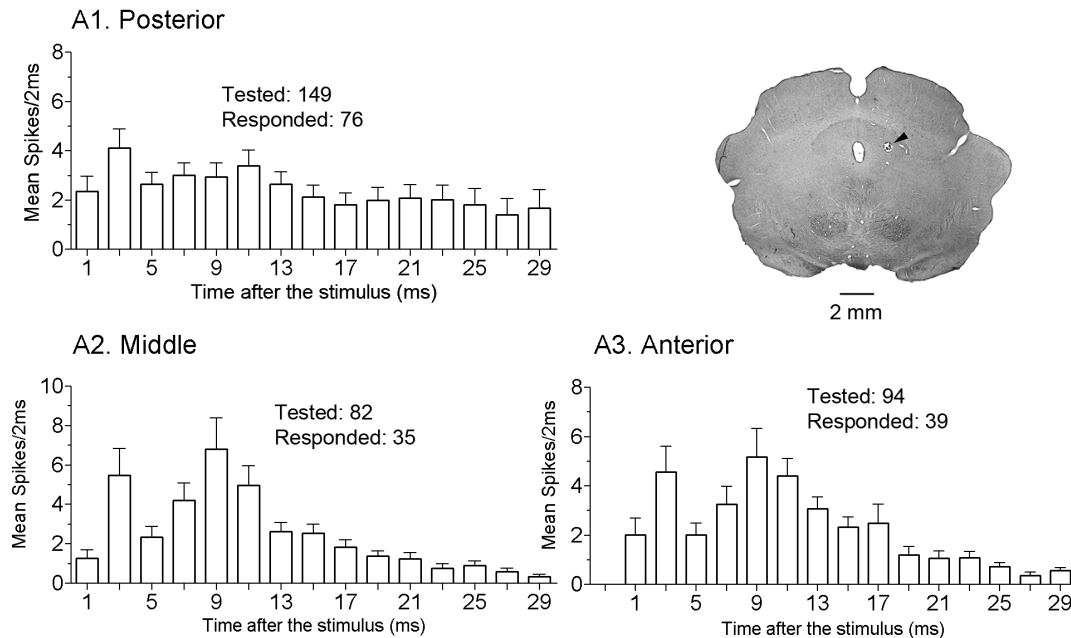 A1. Posterior
8
6
4
2
0
Mean Spikes/2ms
Tested: 149
Responded: 76
1 5 9 13 17 21 25 29
Time after the stimulus (ms)
2 mm
A2. Middle
10
8
6
4
2
0
Mean Spikes/2ms
Tested: 82
Responded: 35
1 5 9 13 17 21 25 29
Time after the stimulus (ms)
A3. Anterior
8
6
4
2
0
Mean Spikes/2ms
Tested: 94
Responded: 39
1 5 9 13 17 21 25 29
Time after the stimulus (ms)